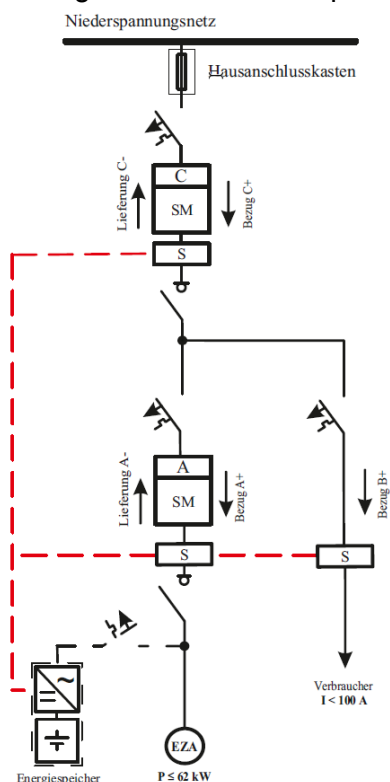 Niederspannungsnetz
Hausanschlusskasten
C
SM
Lieferung C-
Bezug C+
S
A
SM
Lieferung A-
Bezug A+
Bezug B+
S
S
Verbraucher
I < 100 A
EZA
Energiespeicher
P ≤ 62 kW